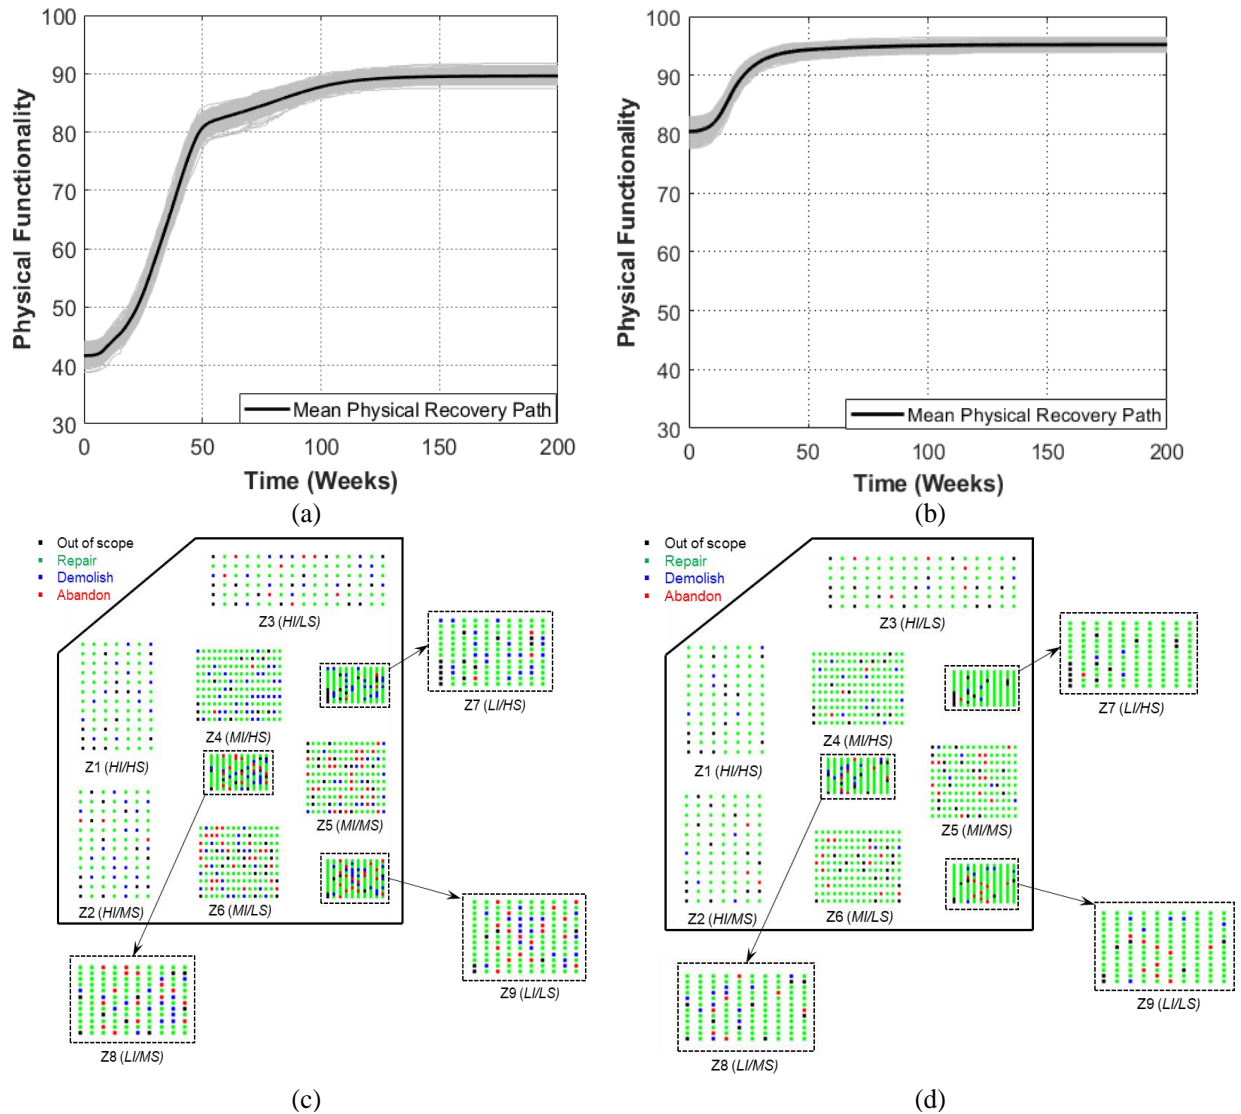 100
90
80
70
60
50
40
30
Physical Functionality
Mean Physical Recovery Path
0
50
100
150
200
Time (Weeks)
(a)
100
90
80
70
60
50
40
30
Physical Functionality
Mean Physical Recovery Path
0
50
100
150
200
Time (Weeks)
(b)
Out of scope
Repair
Demolish
Abandon
Z3 (HI/LS)
Z7 (LI/HS)
Z4 (MI/HS)
Z1 (HI/HS)
Z5 (MI/MS)
Z2 (HI/MS)
Z6 (MI/LS)
Z9 (LI/LS)
Z8 (LI/MS)
(c)
Out of scope
Repair
Demolish
Abandon
Z3 (HI/LS)
Z7 (LI/HS)
Z4 (MI/HS)
Z1 (HI/HS)
Z5 (MI/MS)
Z2 (HI/MS)
Z6 (MI/LS)
Z9 (LI/LS)
Z8 (LI/MS)
(d)